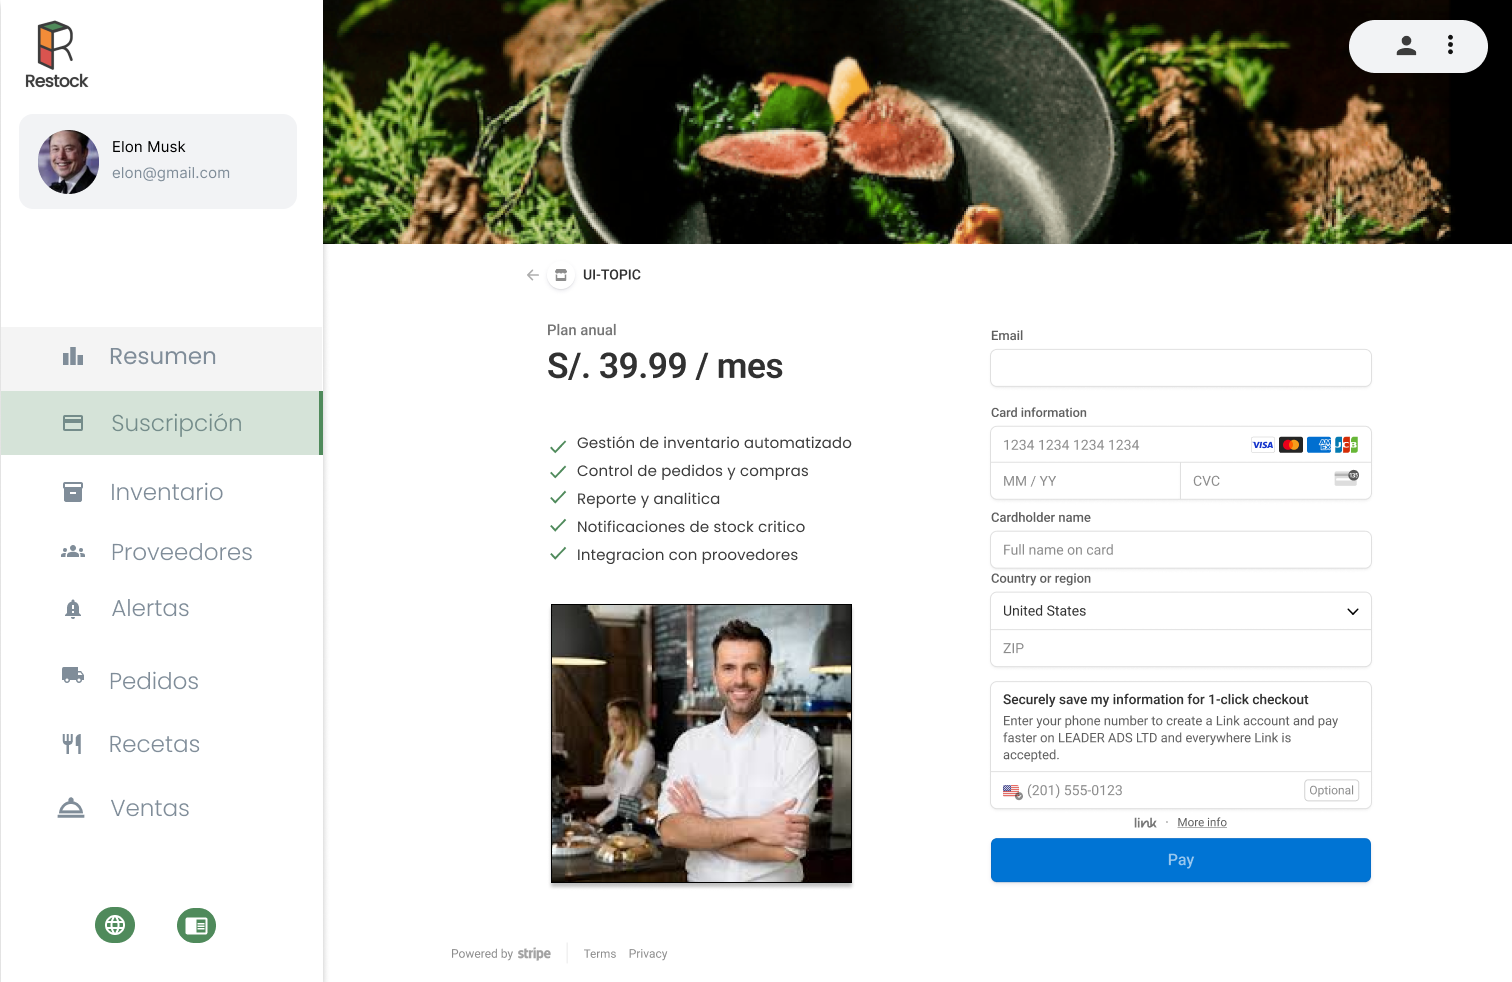 Restock
Elon Musk
elon@gmail.com
Resumen
Suscripción
Inventario
Proveedores
Alertas
Pedidos
Recetas
Ventas
UI-TOPIC
Plan anual
S/. 39.99 / mes
Gestión de inventario automatizado
Control de pedidos y compras
Reporte y analitica
Notificaciones de stock critico
Integracion con proovedores
Email
Card information
1234 1234 1234 1234
VISA
JCB
MM / YY
CVC
Cardholder name
Full name on card
Country or region
United States
ZIP
Securely save my information for 1-click checkout
Enter your phone number to create a Link account and pay
faster on LEADER ADS LTD and everywhere Link is
accepted.
(201) 555-0123
Optional
link · More info
Pay
Powered by stripe
Terms Privacy